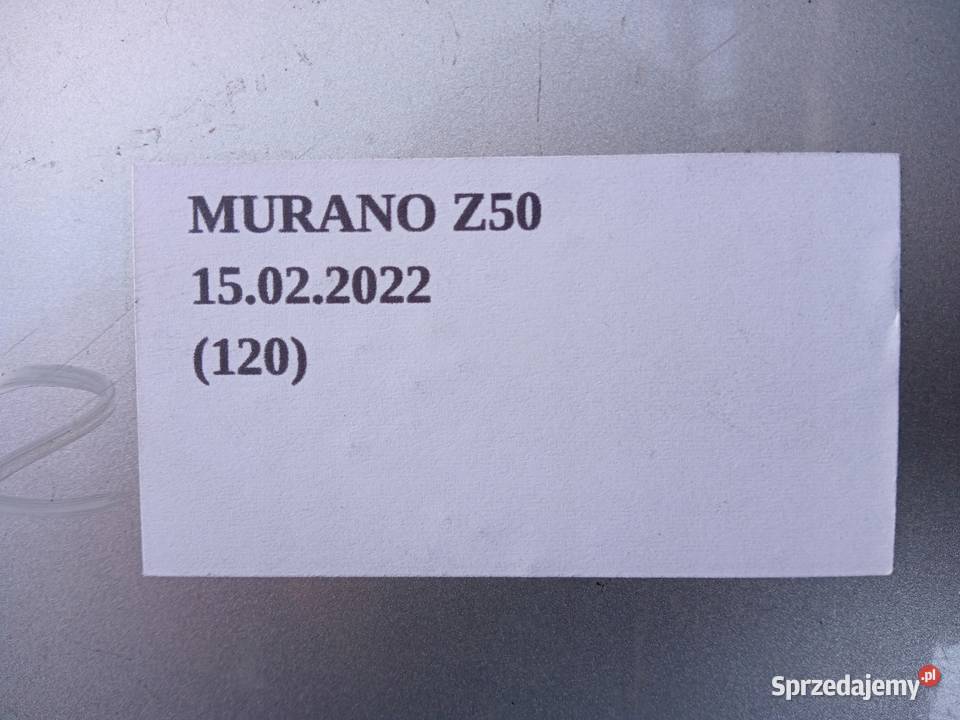 MURANO Z50
15.02.2022
(120)
Sprzedajemy.pl